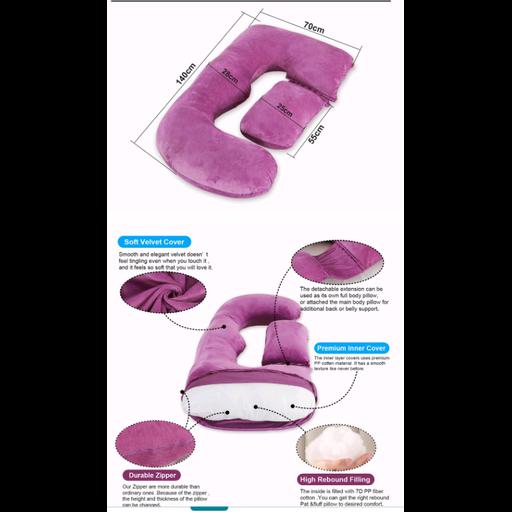 70cm
140cm
28cm
25cm
55cm
Soft Velvet Cover
Smooth and elegant velvet doesn' t
feel tingling even when you touch it ,
and it feels so soft that you will love it.
The detachable extension can be
used as its own full body pillow,
or attached the main body pillow for
additional back or belly support.
Premium Inner Cover
The inner layer covers uses premium
PP cotten material It has a smooth
texture like never before.
Durable Zipper
Our Zipper are more durable than
ordinary ones .Because of the zipper ,
the height and thickness of the pillow
can be changed.
High Rebound Filling
The inside is filled with 7D PP fiber
cotton .You can get the right rebound
Pat &fluff pillow to desired comfort.